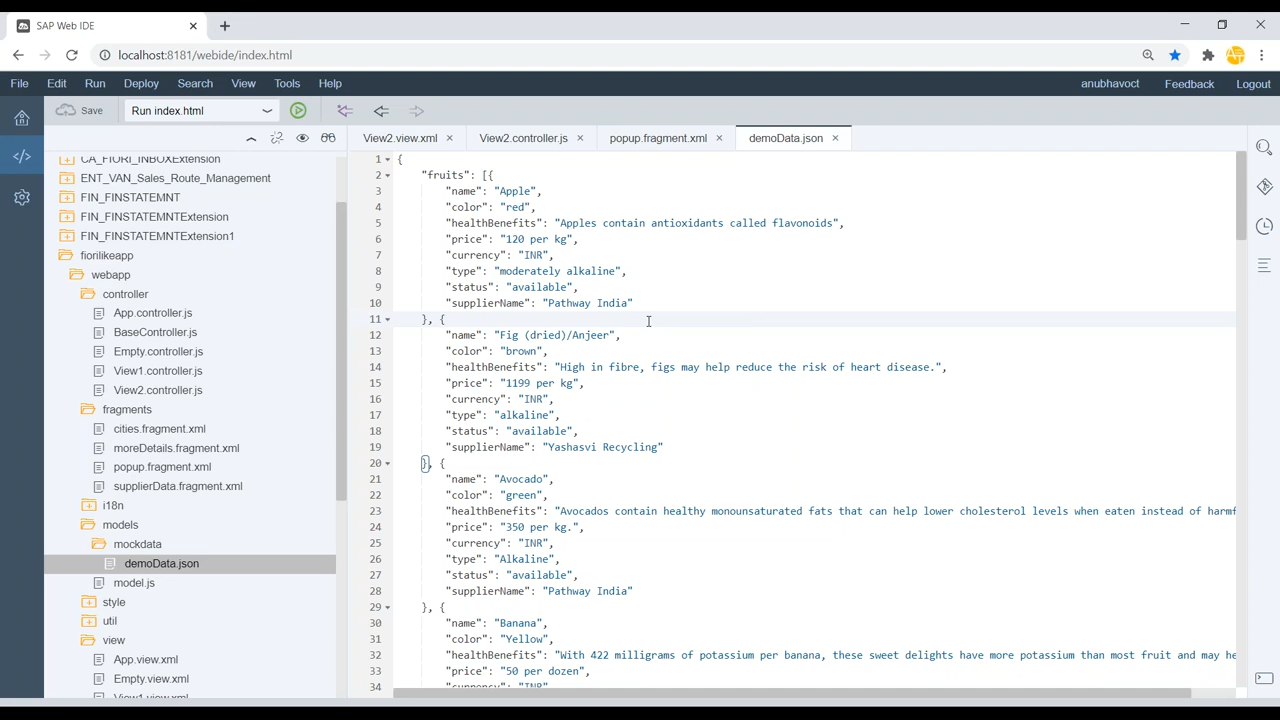 SAP Web IDE
localhost:8181/webide/index.html
File Edit Run Deploy Search View Tools Help anubhavoct Feedback Logout
Save Run index.html
View2.view.xml View2.controller.js popup.fragment.xml demoData.json
CA_FIORI_INBOXExtension
ENT_VAN_Sales_Route_Management
FIN_FINSTATEMNT
FIN_FINSTATEMNTExtension
FIN_FINSTATEMNTExtension1
fiorilikeapp
webapp
controller
App.controller.js
BaseController.js
Empty.controller.js
View1.controller.js
View2.controller.js
fragments
cities.fragment.xml
moreDetails.fragment.xml
popup.fragment.xml
supplierData.fragment.xml
i18n
models
mockdata
demoData.json
model.js
style
util
view
App.view.xml
Empty.view.xml
View1.view.xml
1 {
2 "fruits": [{
3 "name": "Apple",
4 "color": "red",
5 "healthBenefits": "Apples contain antioxidants called flavonoids",
6 "price": "120 per kg",
7 "currency": "INR",
8 "type": "moderately alkaline",
9 "status": "available",
10 "supplierName": "Pathway India"
11 }, {
12 "name": "Fig (dried)/Anjeer",
13 "color": "brown",
14 "healthBenefits": "High in fibre, figs may help reduce the risk of heart disease.",
15 "price": "1199 per kg",
16 "currency": "INR",
17 "type": "alkaline",
18 "status": "available",
19 "supplierName": "Yashasvi Recycling"
20 }, {
21 "name": "Avocado",
22 "color": "green",
23 "healthBenefits": "Avocados contain healthy monounsaturated fats that can help lower cholesterol levels when eaten instead of harmf
24 "price": "350 per kg.",
25 "currency": "INR",
26 "type": "Alkaline",
27 "status": "available",
28 "supplierName": "Pathway India"
29 }, {
30 "name": "Banana",
31 "color": "Yellow",
32 "healthBenefits": "With 422 milligrams of potassium per banana, these sweet delights have more potassium than most fruit and may he
33 "price": "50 per dozen",
34 "currency": "INR",